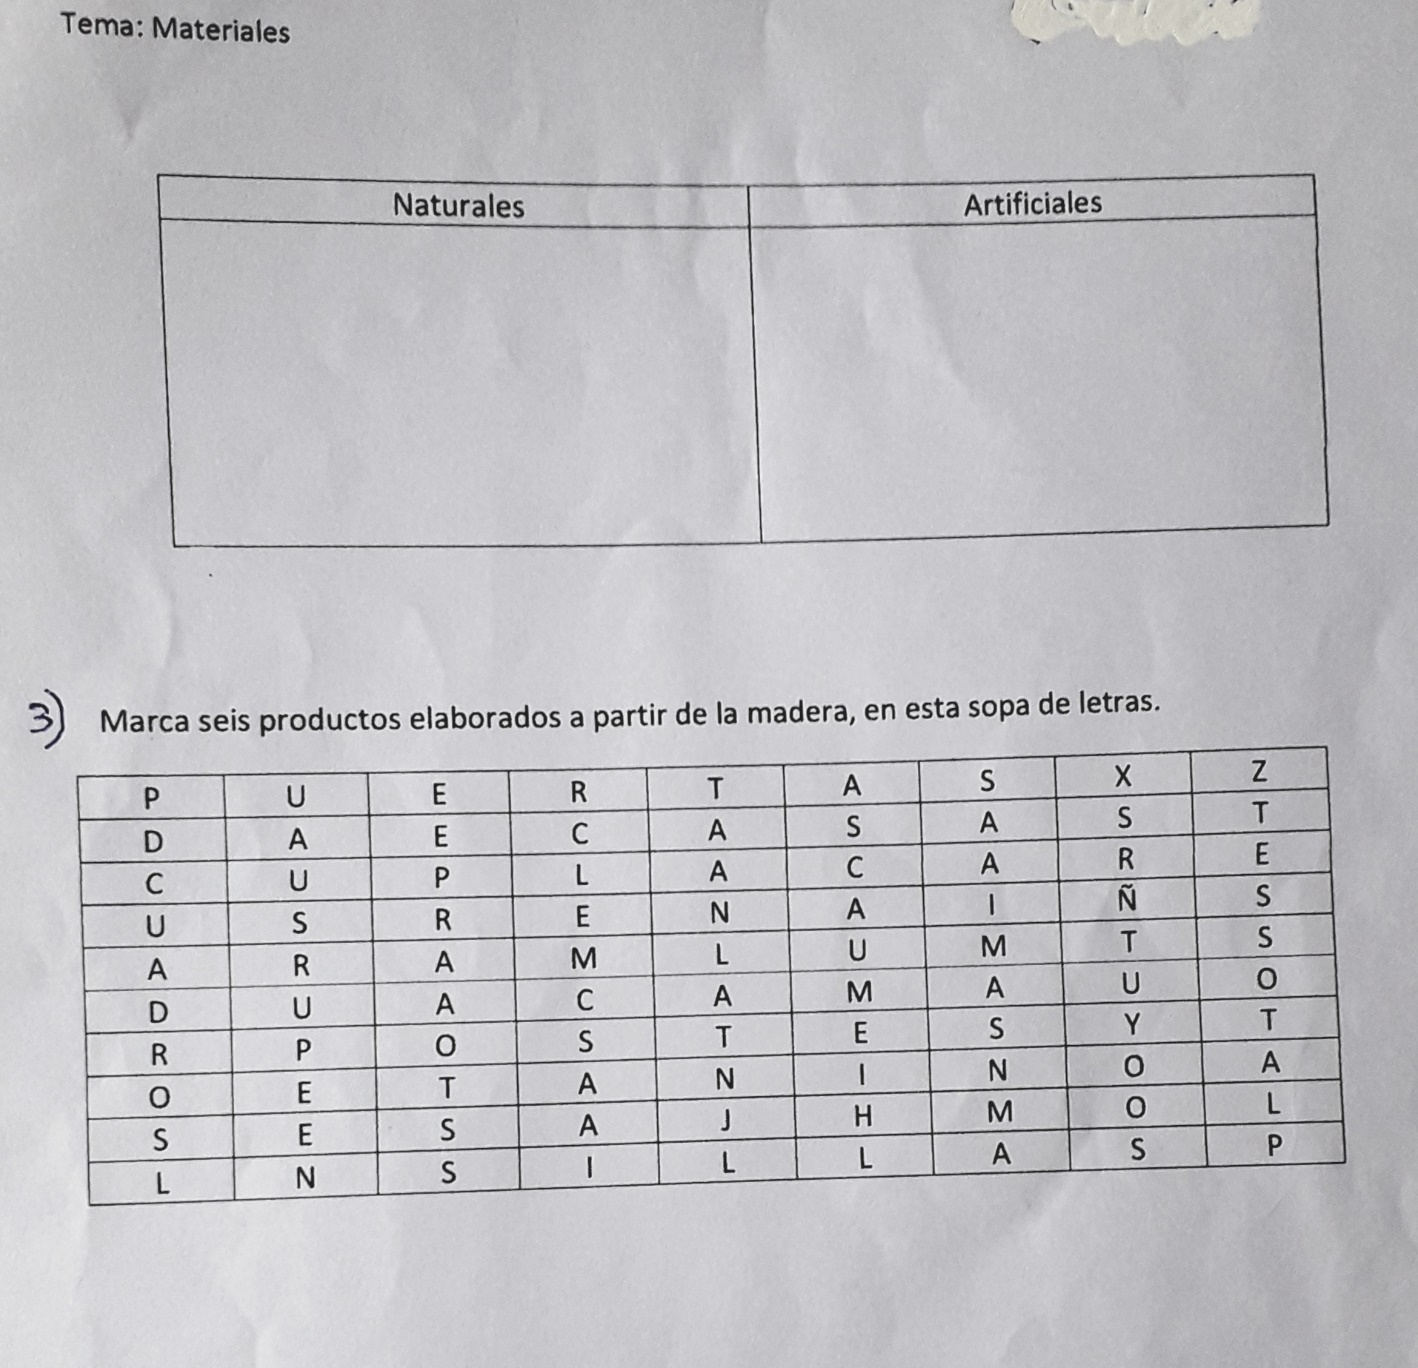 Tema: Materiales
Naturales Artificiales
3) Marca seis productos elaborados a partir de la madera, en esta sopa de letras.
P U E R T A S X Z
D A E C A S A S T
C U P L A C A R E
U S R E N A I Ñ S
A R A M L U M T S
D U A C A M A U O
R P O S T E S Y T
O E T A N I N O A
S E S A J H M O L
L N S I L L A S P